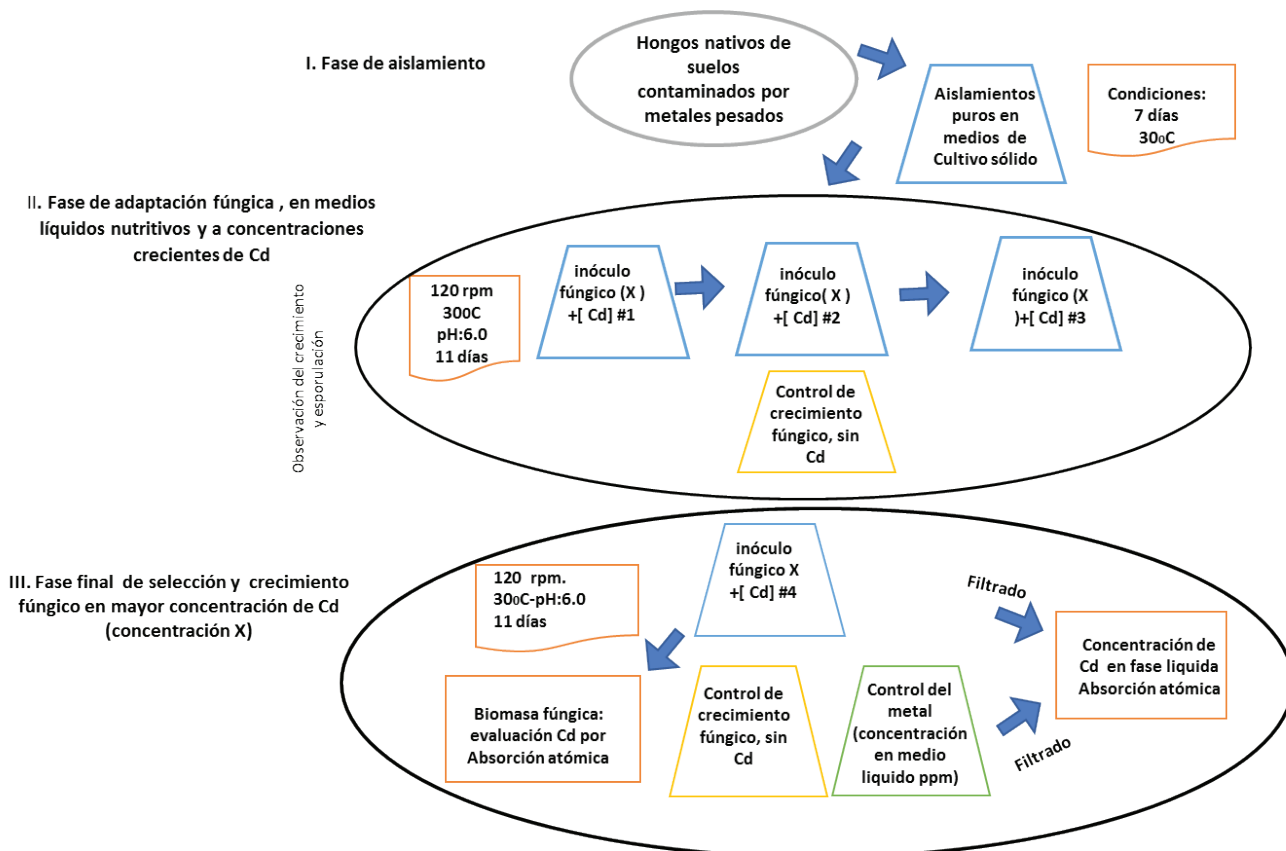 I. Fase de aislamiento
Hongos nativos de
suelos
contaminados por
metales pesados
Aislamientos
puros en
medios de
Cultivo sólido
Condiciones:
7 días
300C
II. Fase de adaptación fúngica , en medios
líquidos nutritivos y a concentraciones
crecientes de Cd
Observación del crecimiento
y esporulación
120 rpm
300C
pH:6.0
11 días
inóculo
fúngico (X )
+[ Cd] #1
inóculo
fúngico( X )
+[ Cd] #2
inóculo
fúngico (X
)+[ Cd] #3
Control de
crecimiento
fúngico, sin
Cd
III. Fase final de selección y crecimiento
fúngico en mayor concentración de Cd
(concentración X)
120 rpm.
300C-pH:6.0
11 días
inóculo
fúngico X
+[ Cd] #4
Biomasa fúngica:
evaluación Cd por
Absorción atómica
Control de
crecimiento
fúngico, sin
Cd
Control del
metal
(concentración
en medio
liquido ppm)
Filtrado
Filtrado
Concentración de
Cd en fase liquida
Absorción atómica